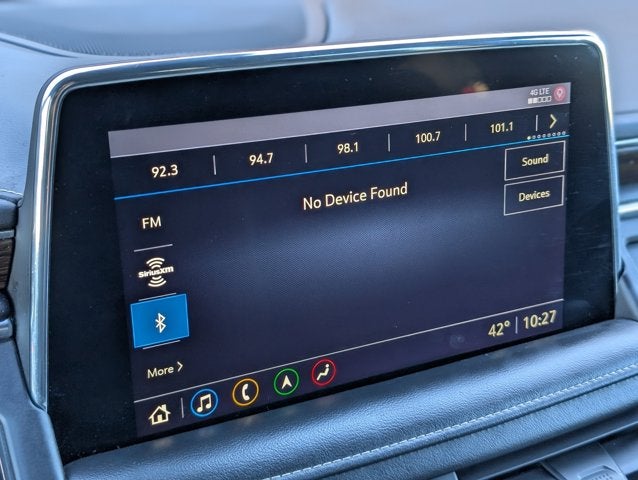 4G LTE
92.3 | 94.7 | 98.1 | 100.7 | 101.1
Sound
No Device Found
Devices
FM
SiriusXM
More
42° | 10:27